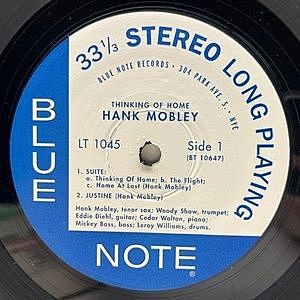 33 1/3 STEREO LONG PLAYING
BLUE NOTE RECORDS • 304 PARK AVE. S., • NYC
THINKING OF HOME
HANK MOBLEY
LT 1045
Side 1
(BT 10647)
1. SUITE:
a. Thinking Of Home; b. The Flight;
c. Home At Last (Hank Mobley)
2. JUSTINE (Hank Mobley)
Hank Mobley, tenor sax; Woody Shaw, trumpet;
Eddie Diehl, guitar; Cedar Walton, piano;
Mickey Bass, bass; Leroy Williams, drums.
BLUE
NOTE®